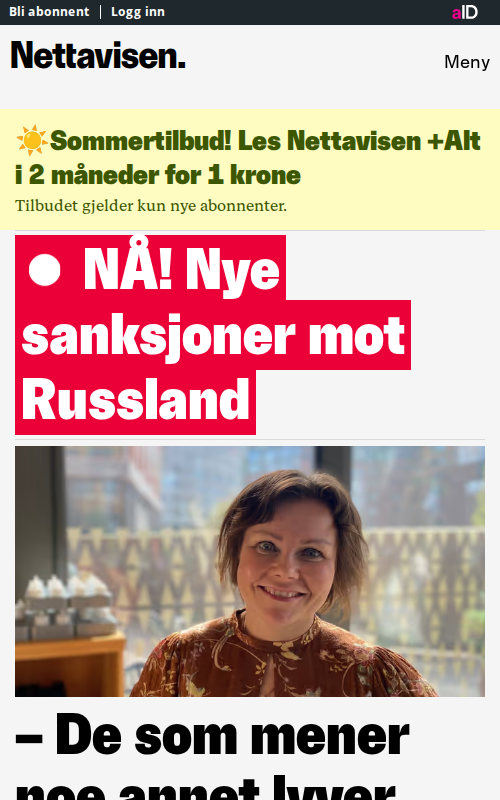 Bli abonnent | Logg inn
aID
Nettavisen.
Meny
☀️Sommertilbud! Les Nettavisen +Alt
i 2 måneder for 1 krone
Tilbudet gjelder kun nye abonnenter.
NÅ! Nye
sanksjoner mot
Russland
– De som mener
noe annet lyver